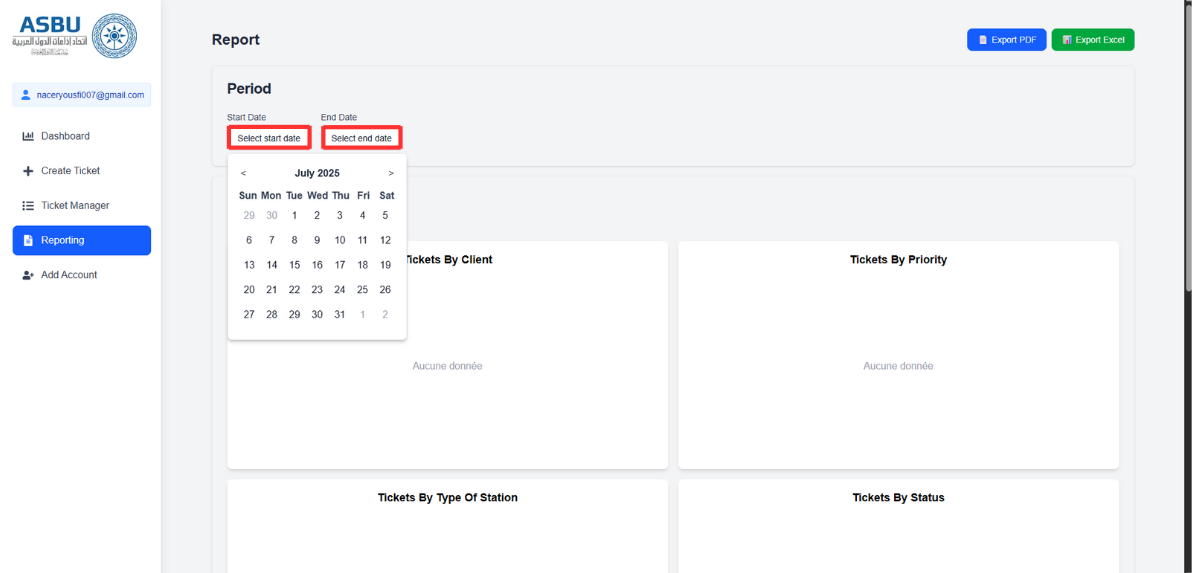 ASBU
اتحاد إذاعات الدول العربية
naceryousfi007@gmail.com
Dashboard
Create Ticket
Ticket Manager
Reporting
Add Account
Report
Export PDF
Export Excel
Period
Start Date
End Date
Select start date
Select end date
< July 2025 >
Sun Mon Tue Wed Thu Fri Sat
29 30 1 2 3 4 5
6 7 8 9 10 11 12
13 14 15 16 17 18 19
20 21 22 23 24 25 26
27 28 29 30 31 1 2
Tickets By Client
Aucune donnée
Tickets By Priority
Aucune donnée
Tickets By Type Of Station
Tickets By Status